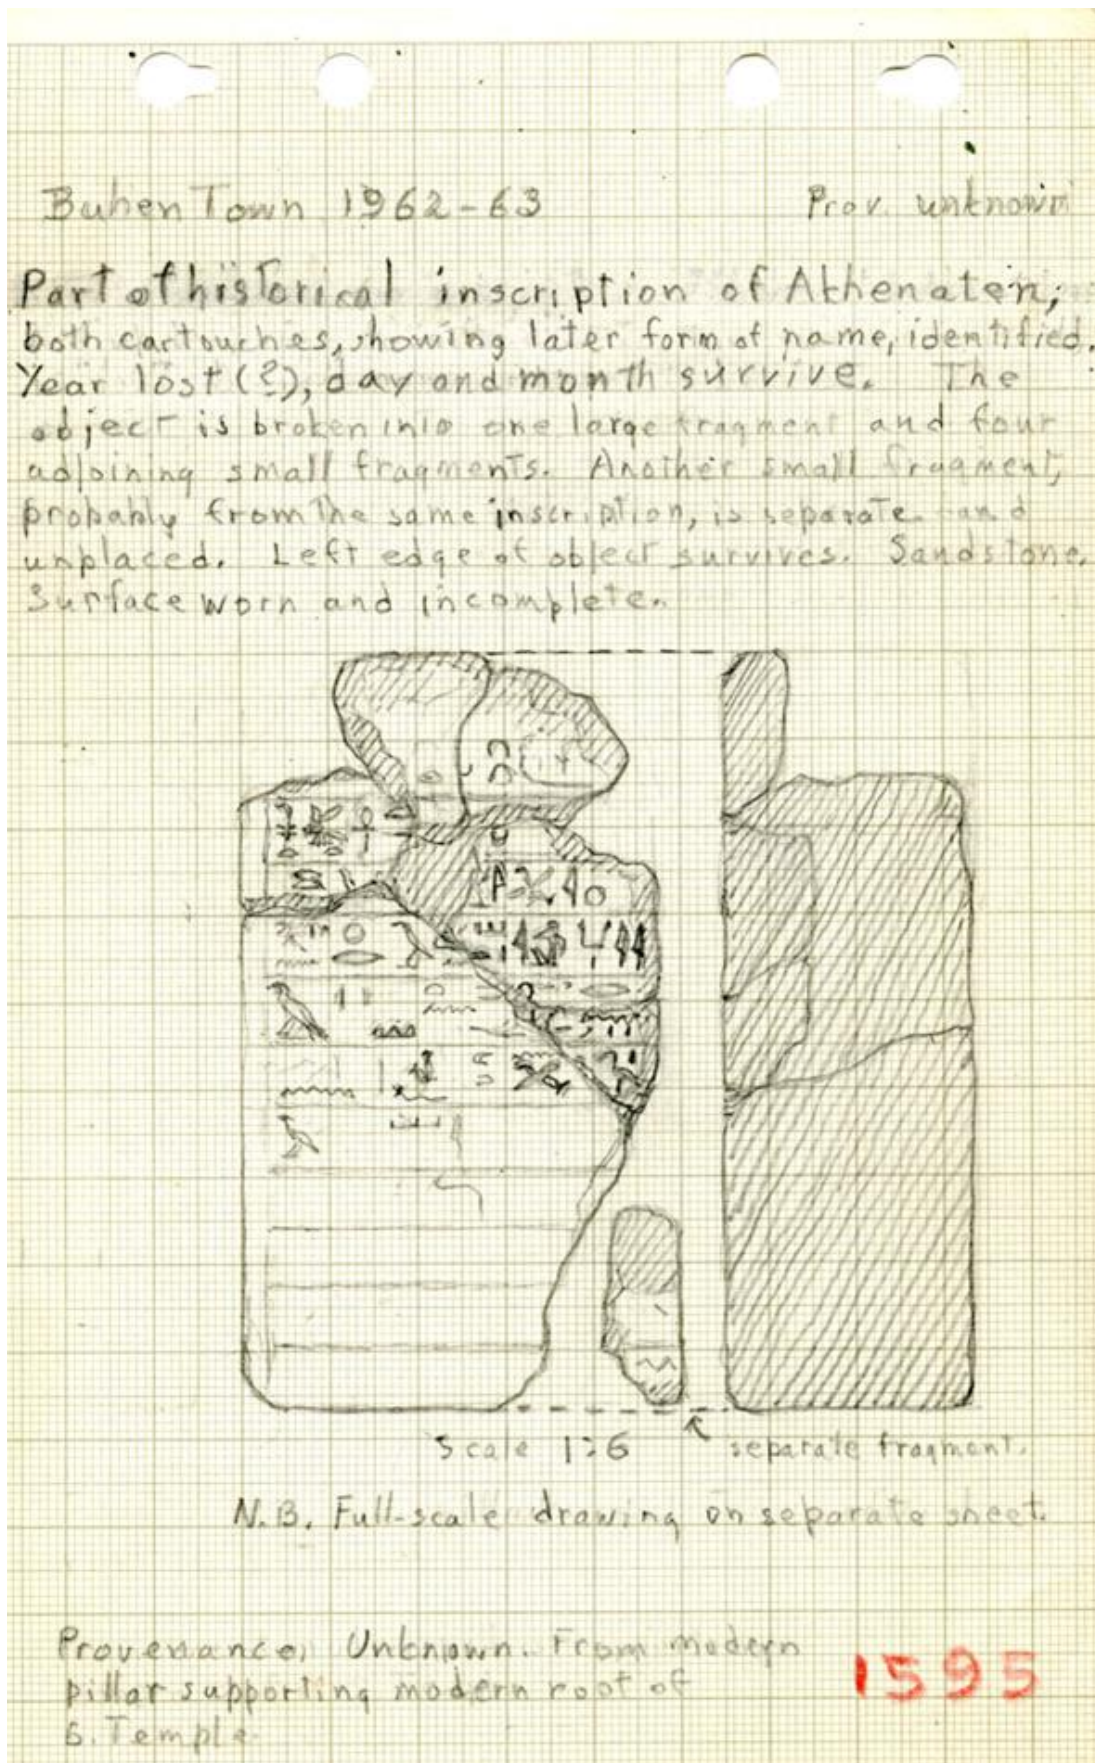 Buhen Town 1962-63
Prov. unknown
Part of historical inscription of Akhenaten,
both cartouches, showing later form of name, identified.
Year lost (?), day and month survive. The
object is broken into one large fragment and four
adjoining small fragments. Another small fragment,
probably from the same inscription, is separate and
unplaced. Left edge of object survives. Sandstone.
Surface worn and incomplete.
Scale 1:6
separate fragment.
N.B. Full-scale drawing on separate sheet.
Provenance, Unknown. From modern
pillar supporting modern roof of
S. Temple.
1595